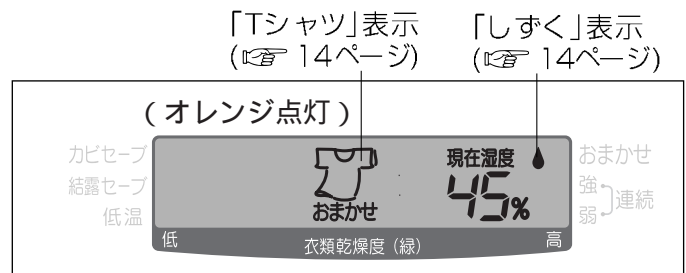 「Tシャツ」表示
(☞ 14ページ)
「しずく」表示
(☞ 14ページ)
(オレンジ点灯)
カビセーブ
結露セーブ
低温
おまかせ
現在湿度
45%
おまかせ
強
弱
連続
低
衣類乾燥度(緑)
高